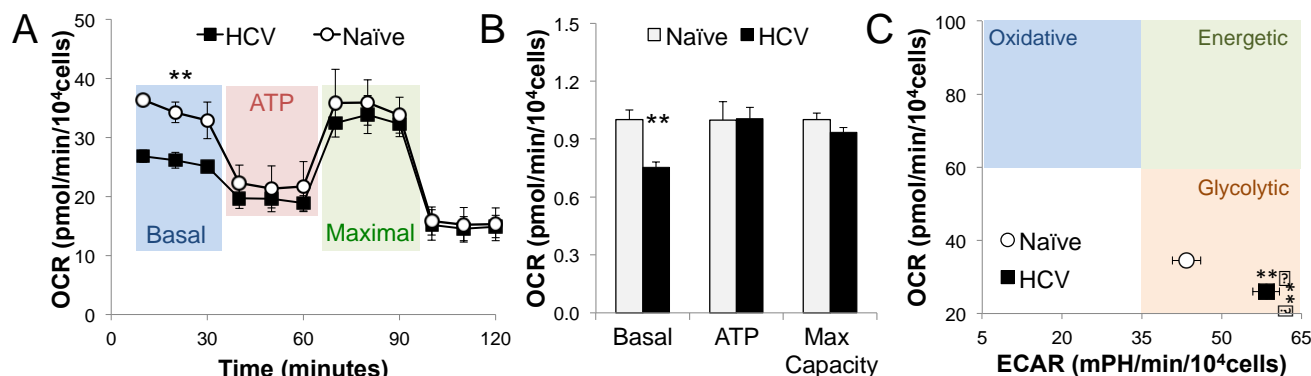 A
HCV Naïve
**
ATP
Basal
Maximal
50
40
30
20
10
0
OCR (pmol/min/10⁴cells)
0 30 60 90 120
Time (minutes)
B
Naïve HCV
**
1.5
1.2
0.9
0.6
0.3
0.0
OCR (pmol/min/10⁴cells)
Basal ATP Max
Capacity
C
Oxidative Energetic
Glycolytic
Naïve
HCV
**
**
100
80
60
40
20
OCR (pmol/min/10⁴cells)
5 20 35 50 65
ECAR (mPH/min/10⁴cells)